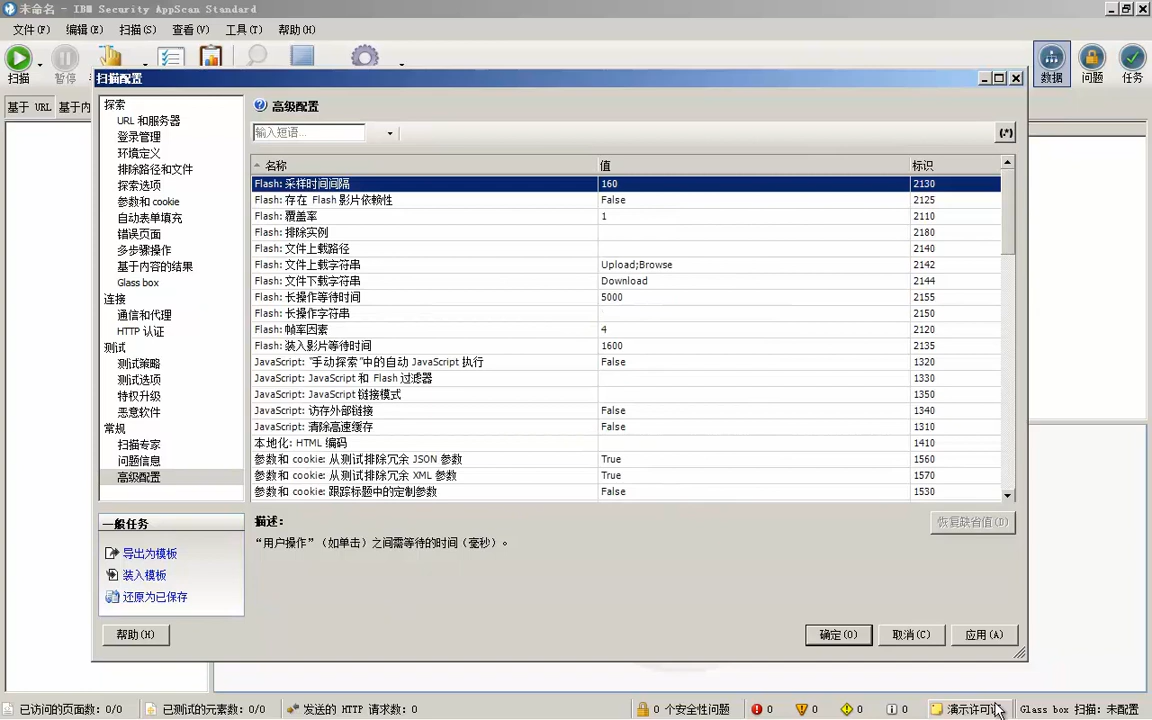 未命名 - IBM Security AppScan Standard
文件(F) 编辑(E) 扫描(S) 查看(V) 工具(T) 帮助(H)
扫描 暂停 数据 问题 任务
扫描配置
基于 URL 基于内
探索
URL 和服务器
登录管理
环境定义
排除路径和文件
探索选项
参数和 cookie
自动表单填充
错误页面
多步骤操作
基于内容的结果
Glass box
连接
通信和代理
HTTP 认证
测试
测试策略
测试选项
特权升级
恶意软件
常规
扫描专家
问题信息
高级配置
一般任务
导出为模板
装入模板
还原为已保存
帮助(H)
高级配置
输入短语... (.*)
名称 值 标识
Flash: 采样时间间隔 160 2130
Flash: 存在 Flash 影片依赖性 False 2125
Flash: 覆盖率 1 2110
Flash: 排除实例 2180
Flash: 文件上载路径 2140
Flash: 文件上载字符串 Upload;Browse 2142
Flash: 文件下载字符串 Download 2144
Flash: 长操作等待时间 5000 2155
Flash: 长操作字符串 2150
Flash: 帧率因素 4 2120
Flash: 装入影片等待时间 1600 2135
JavaScript: "手动探索"中的自动 JavaScript 执行 False 1320
JavaScript: JavaScript 和 Flash 过滤器 1330
JavaScript: JavaScript 链接模式 1350
JavaScript: 访存外部链接 False 1340
JavaScript: 清除高速缓存 False 1310
本地化: HTML 编码 1410
参数和 cookie: 从测试排除冗余 JSON 参数 True 1560
参数和 cookie: 从测试排除冗余 XML 参数 True 1570
参数和 cookie: 跟踪标题中的定制参数 False 1530
描述: 恢复缺省值(D)
“用户操作”（如单击）之间需等待的时间（毫秒）。
确定(O) 取消(C) 应用(A)
已访问的页面数: 0/0 已测试的元素数: 0/0 发送的 HTTP 请求数: 0 0 个安全性问题 0 0 0 0 演示许可证 Glass box 扫描: 未配置